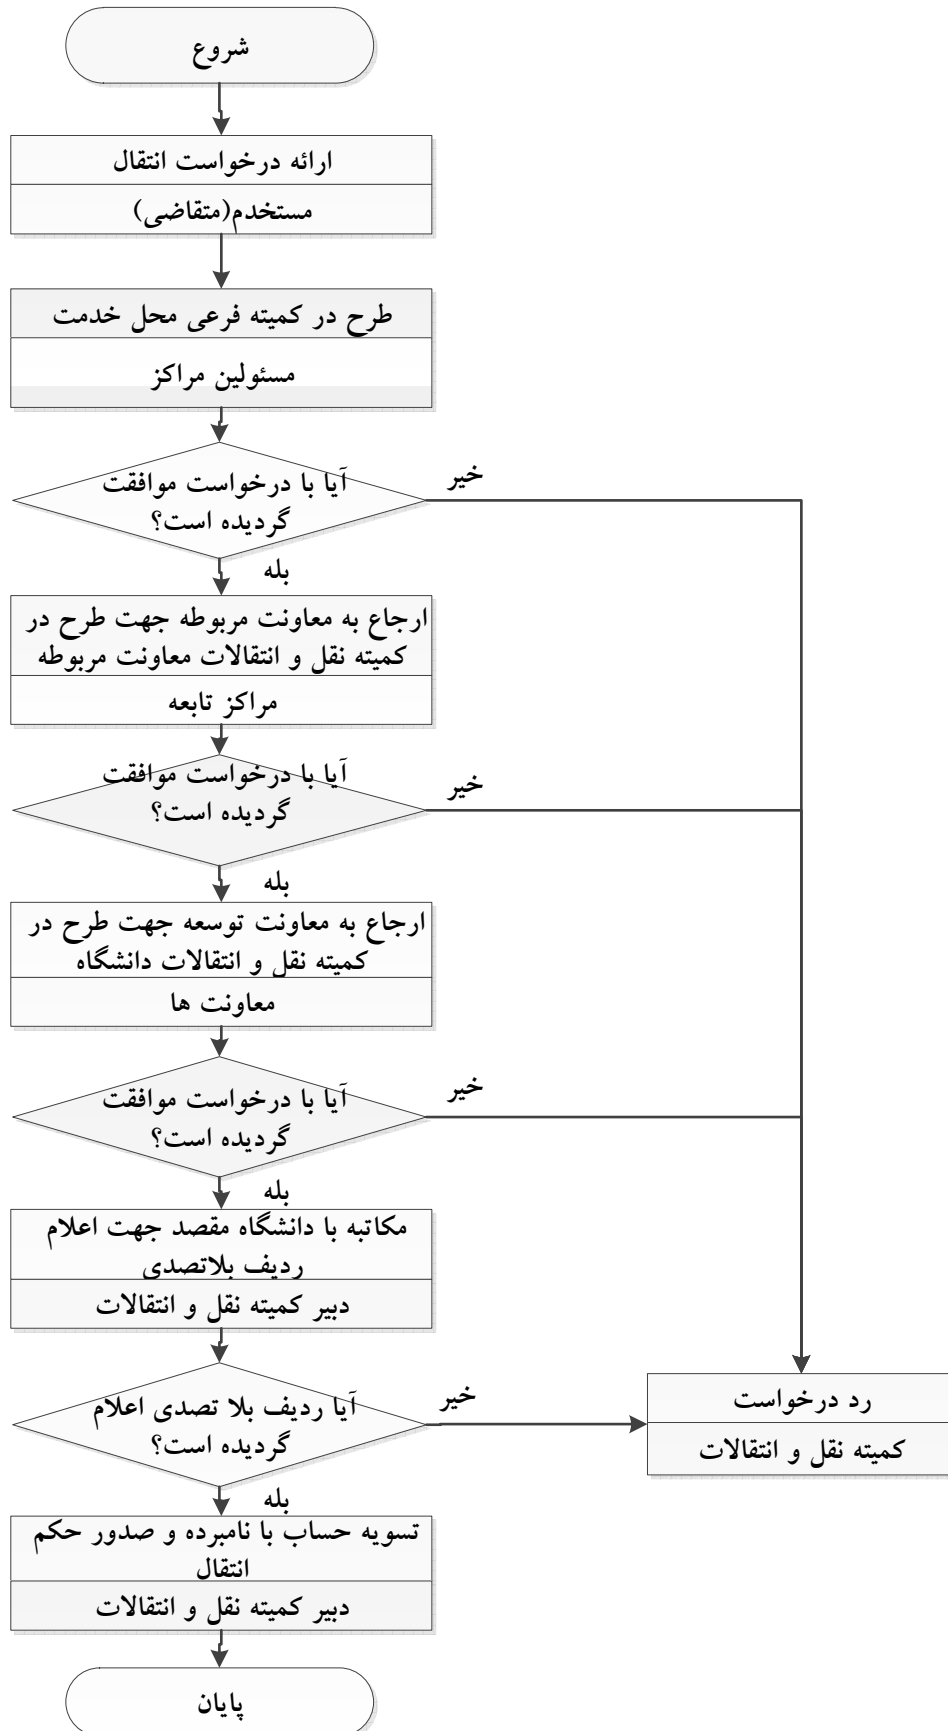 شروع
ارائه درخواست انتقال
مستخدم(متقاضی)
طرح در کمیته فرعی محل خدمت
مسئولین مراکز
آیا با درخواست موافقت
گردیده است؟
خیر
بله
ارجاع به معاونت مربوطه جهت طرح در
کمیته نقل و انتقالات معاونت مربوطه
مراکز تابعه
آیا با درخواست موافقت
گردیده است؟
خیر
بله
ارجاع به معاونت توسعه جهت طرح در
کمیته نقل و انتقالات دانشگاه
معاونت ها
آیا با درخواست موافقت
گردیده است؟
خیر
بله
مکاتبه با دانشگاه مقصد جهت اعلام
ردیف بلاتصدی
دبیر کمیته نقل و انتقالات
آیا ردیف بلا تصدی اعلام
گردیده است؟
خیر
رد درخواست
کمیته نقل و انتقالات
بله
تسویه حساب با نامبرده و صدور حکم
انتقال
دبیر کمیته نقل و انتقالات
پایان